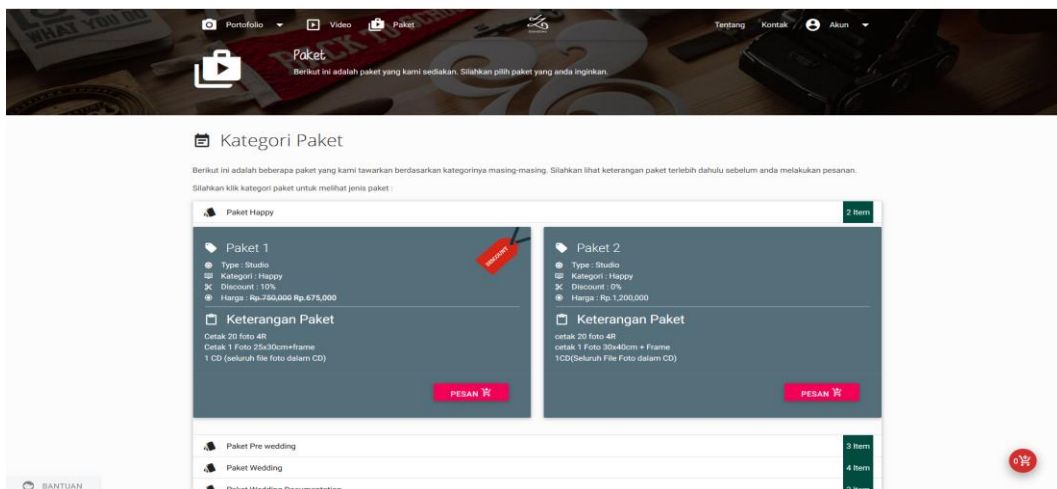 Portofolio
Video
Paket
Tentang
Kontak
Akun
Paket
Berikut ini adalah paket yang kami sediakan. Silahkan pilih paket yang anda inginkan.
Kategori Paket
Berikut ini adalah beberapa paket yang kami tawarkan berdasarkan kategorinya masing-masing. Silahkan lihat keterangan paket terlebih dahulu sebelum anda melakukan pesanan.
Silahkan klik kategori paket untuk melihat jenis paket :
Paket Happy
2 Item
Paket 1
DISCOUNT
Type : Studio
Kategori : Happy
Discount : 10%
Harga : Rp.750,000 Rp.675,000
Keterangan Paket
Cetak 20 foto 4R
Cetak 1 Foto 25x30cm+frame
1 CD (seluruh file foto dalam CD)
PESAN
Paket 2
Type : Studio
Kategori : Happy
Discount : 0%
Harga : Rp.1,200,000
Keterangan Paket
cetak 20 foto 4R
cetak 1 Foto 30x40cm + Frame
1CD(Seluruh File Foto dalam CD)
PESAN
Paket Pre wedding
3 Item
Paket Wedding
4 Item
Paket Wedding Documentation
0
BANTUAN